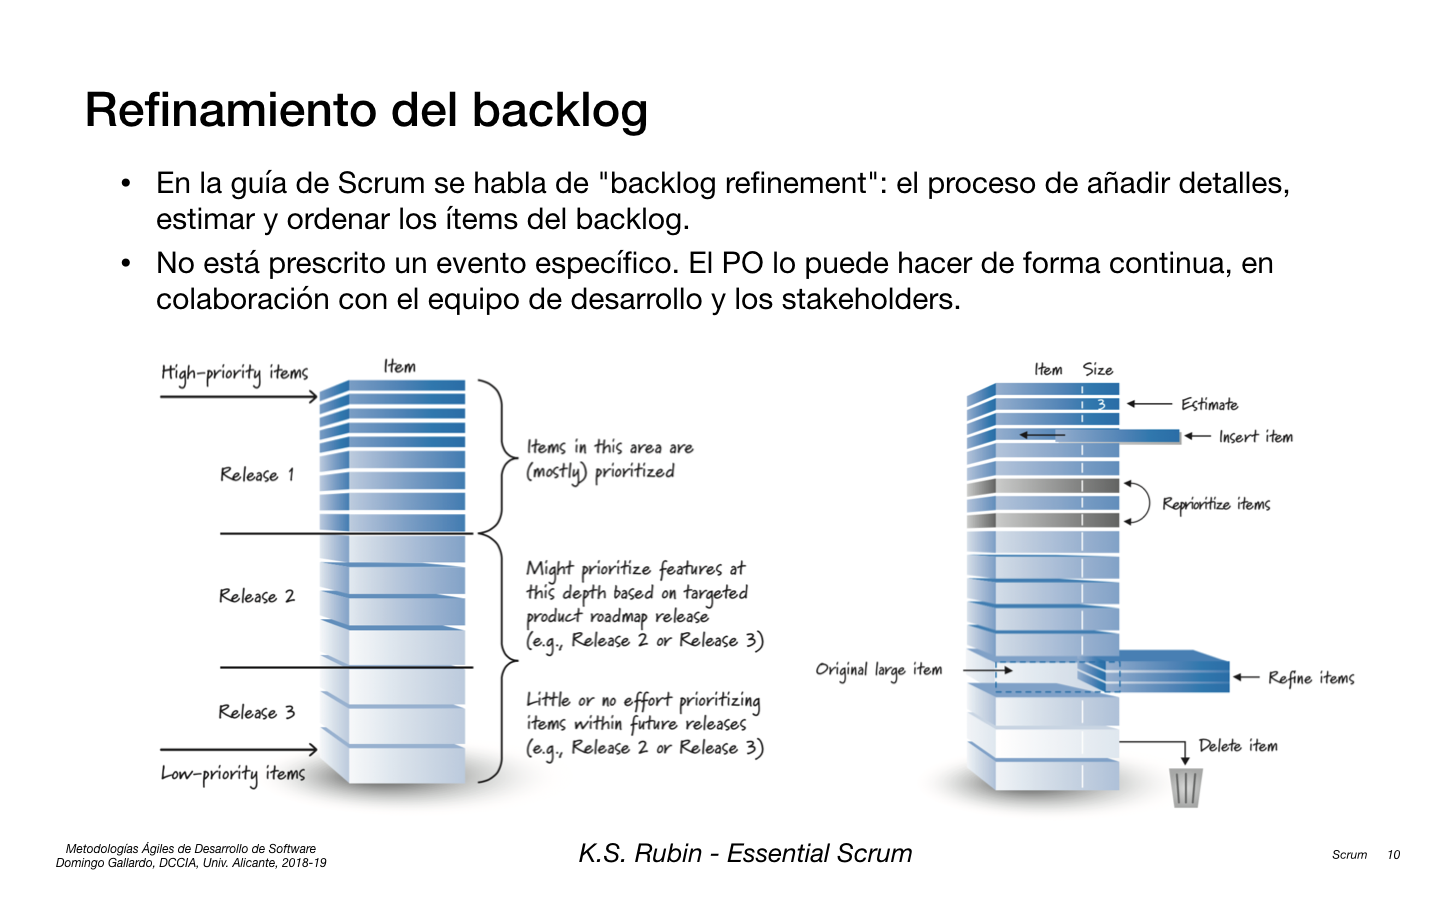 Refinamiento del backlog
• En la guía de Scrum se habla de "backlog refinement": el proceso de añadir detalles,
estimar y ordenar los ítems del backlog.
• No está prescrito un evento específico. El PO lo puede hacer de forma continua, en
colaboración con el equipo de desarrollo y los stakeholders.
High-priority items
Item
Release 1
Items in this area are
(mostly) prioritized
Release 2
Might prioritize features at
this depth based on targeted
product roadmap release
(e.g., Release 2 or Release 3)
Release 3
Little or no effort prioritizing
items within future releases
(e.g., Release 2 or Release 3)
Low-priority items
Item Size
3
Estimate
Insert item
Reprioritize items
Original large item
Refine items
Delete item
Metodologías Ágiles de Desarrollo de Software
Domingo Gallardo, DCCIA, Univ. Alicante, 2018-19
K.S. Rubin - Essential Scrum
Scrum 10